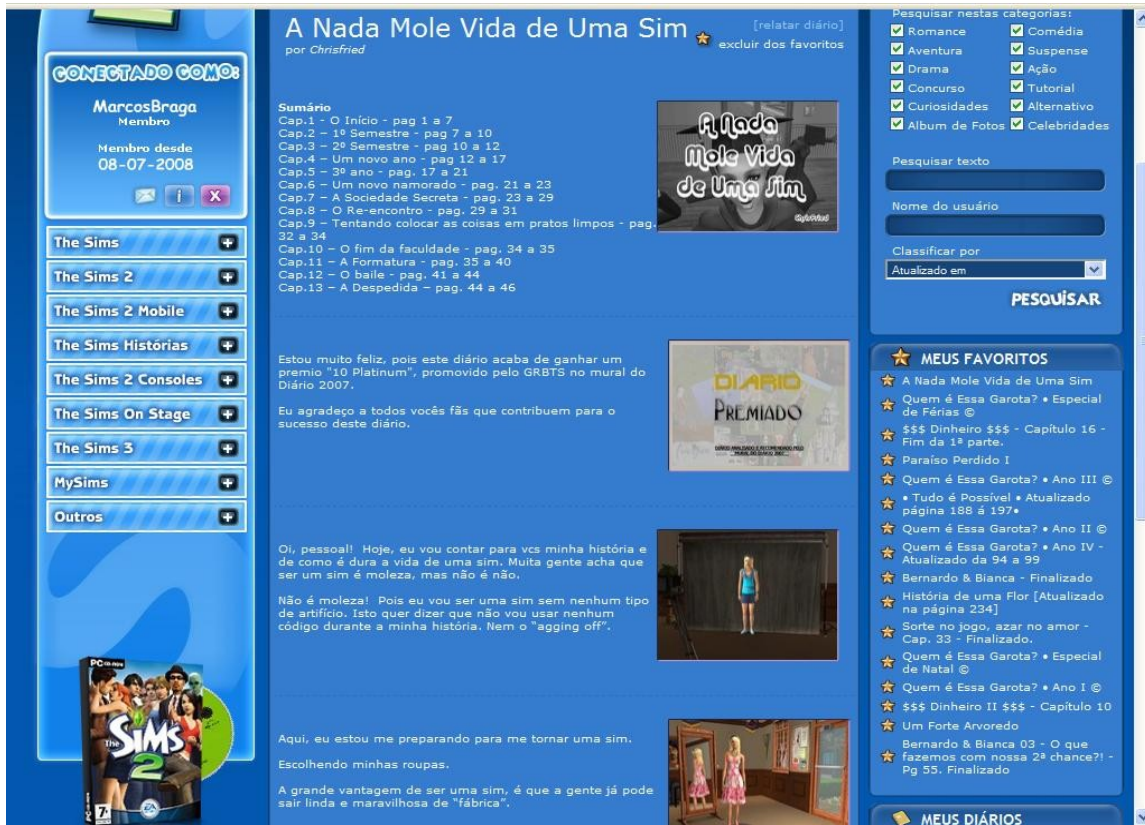 CONECTADO COMO:
MarcosBraga
Membro
Membro desde
08-07-2008
The Sims
The Sims 2
The Sims 2 Mobile
The Sims Histórias
The Sims 2 Consoles
The Sims On Stage
The Sims 3
MySims
Outros
PC CD-ROM
The SIMS 2
EA
7+
A Nada Mole Vida de Uma Sim
por Chrisfried
[relatar diário]
excluir dos favoritos
Sumário
Cap.1 - O Início - pag 1 a 7
Cap.2 – 1º Semestre - pag 7 a 10
Cap.3 – 2º Semestre - pag 10 a 12
Cap.4 – Um novo ano - pag 12 a 17
Cap.5 – 3º ano - pag. 17 a 21
Cap.6 – Um novo namorado - pag. 21 a 23
Cap.7 – A Sociedade Secreta - pag. 23 a 29
Cap.8 – O Re-encontro - pag. 29 a 31
Cap.9 – Tentando colocar as coisas em pratos limpos - pag.
32 a 34
Cap.10 – O fim da faculdade - pag. 34 a 35
Cap.11 – A Formatura - pag. 35 a 40
Cap.12 – O baile - pag. 41 a 44
Cap.13 – A Despedida – pag. 44 a 46
A Nada
Mole Vida
de Uma Sim
ChrisFried
Estou muito feliz, pois este diário acaba de ganhar um
premio "10 Platinum", promovido pelo GRBTS no mural do
Diário 2007.
Eu agradeço a todos vocês fãs que contribuem para o
sucesso deste diário.
DIARIO
PREMIADO
DIÁRIO ANALISADO E RECOMENDADO PELO
MURAL DO DIÁRIO 2007
Oi, pessoal! Hoje, eu vou contar para vcs minha história e
de como é dura a vida de uma sim. Muita gente acha que
ser um sim é moleza, mas não é não.
Não é moleza! Pois eu vou ser uma sim sem nenhum tipo
de artifício. Isto quer dizer que não vou usar nenhum
código durante a minha história. Nem o "agging off".
Aqui, eu estou me preparando para me tornar uma sim.
Escolhendo minhas roupas.
A grande vantagem de ser uma sim, é que a gente já pode
sair linda e maravilhosa de "fábrica".
Pesquisar nestas categorias:
Romance Comédia
Aventura Suspense
Drama Ação
Concurso Tutorial
Curiosidades Alternativo
Album de Fotos Celebridades
Pesquisar texto
Nome do usuário
Classificar por
Atualizado em
PESQUISAR
MEUS FAVORITOS
A Nada Mole Vida de Uma Sim
Quem é Essa Garota? • Especial
de Férias ©
$$$ Dinheiro $$$ - Capítulo 16 -
Fim da 1ª parte.
Paraíso Perdido I
Quem é Essa Garota? • Ano III ©
• Tudo é Possível • Atualizado
página 188 á 197•
Quem é Essa Garota? • Ano II ©
Quem é Essa Garota? • Ano IV -
Atualizado da 94 a 99
Bernardo & Bianca - Finalizado
História de uma Flor [Atualizado
na página 234]
Sorte no jogo, azar no amor -
Cap. 33 - Finalizado.
Quem é Essa Garota? • Especial
de Natal ©
Quem é Essa Garota? • Ano I ©
$$$ Dinheiro II $$$ - Capítulo 10
Um Forte Arvoredo
Bernardo & Bianca 03 - O que
fazemos com nossa 2ª chance?! -
Pg 55. Finalizado
MEUS DIÁRIOS